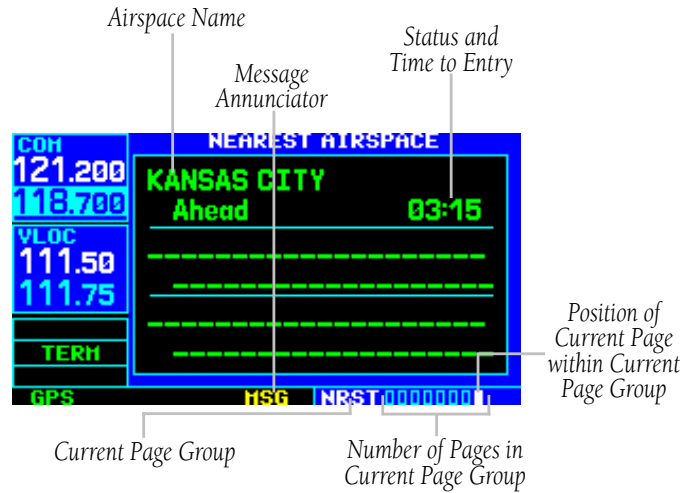 Airspace Name
Status and
Time to Entry
Message
Annunciator
NEAREST AIRSPACE
COM
121.200
118.700
KANSAS CITY
Ahead 03:15
VLOC
111.50
111.75
TERM
GPS MSG NRST
Position of
Current Page
within Current
Page Group
Current Page Group
Number of Pages in
Current Page Group